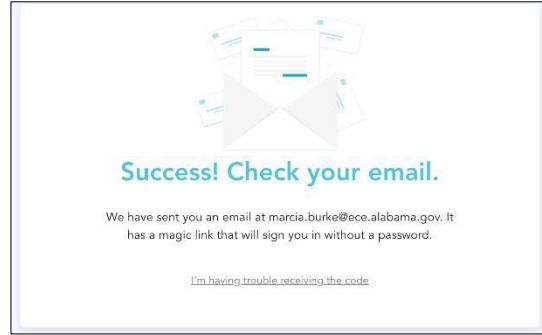 Success! Check your email.
We have sent you an email at marcia.burke@ece.alabama.gov. It
has a magic link that will sign you in without a password.
I'm having trouble receiving the code